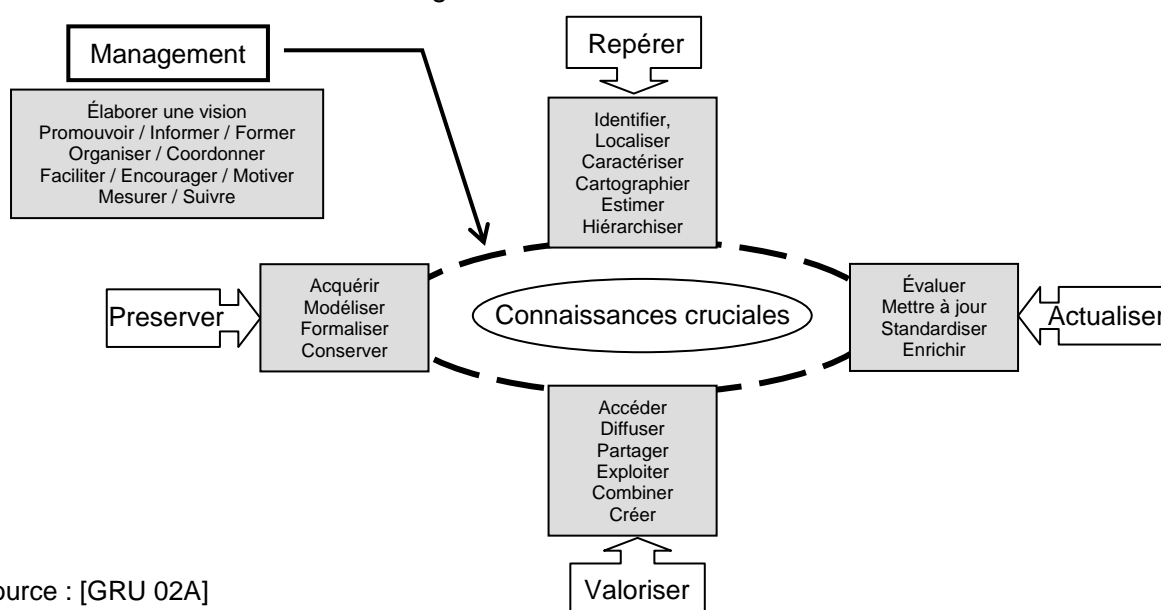 Management
Repérer
Élaborer une vision
Promouvoir / Informer / Former
Organiser / Coordonner
Faciliter / Encourager / Motiver
Mesurer / Suivre
Identifier,
Localiser
Caractériser
Cartographier
Estimer
Hiérarchiser
Preserver
Acquérir
Modéliser
Formaliser
Conserver
Connaissances cruciales
Évaluer
Mettre à jour
Standardiser
Enrichir
Actualiser
Accéder
Diffuser
Partager
Exploiter
Combiner
Créer
Valoriser
ource : [GRU 02A]